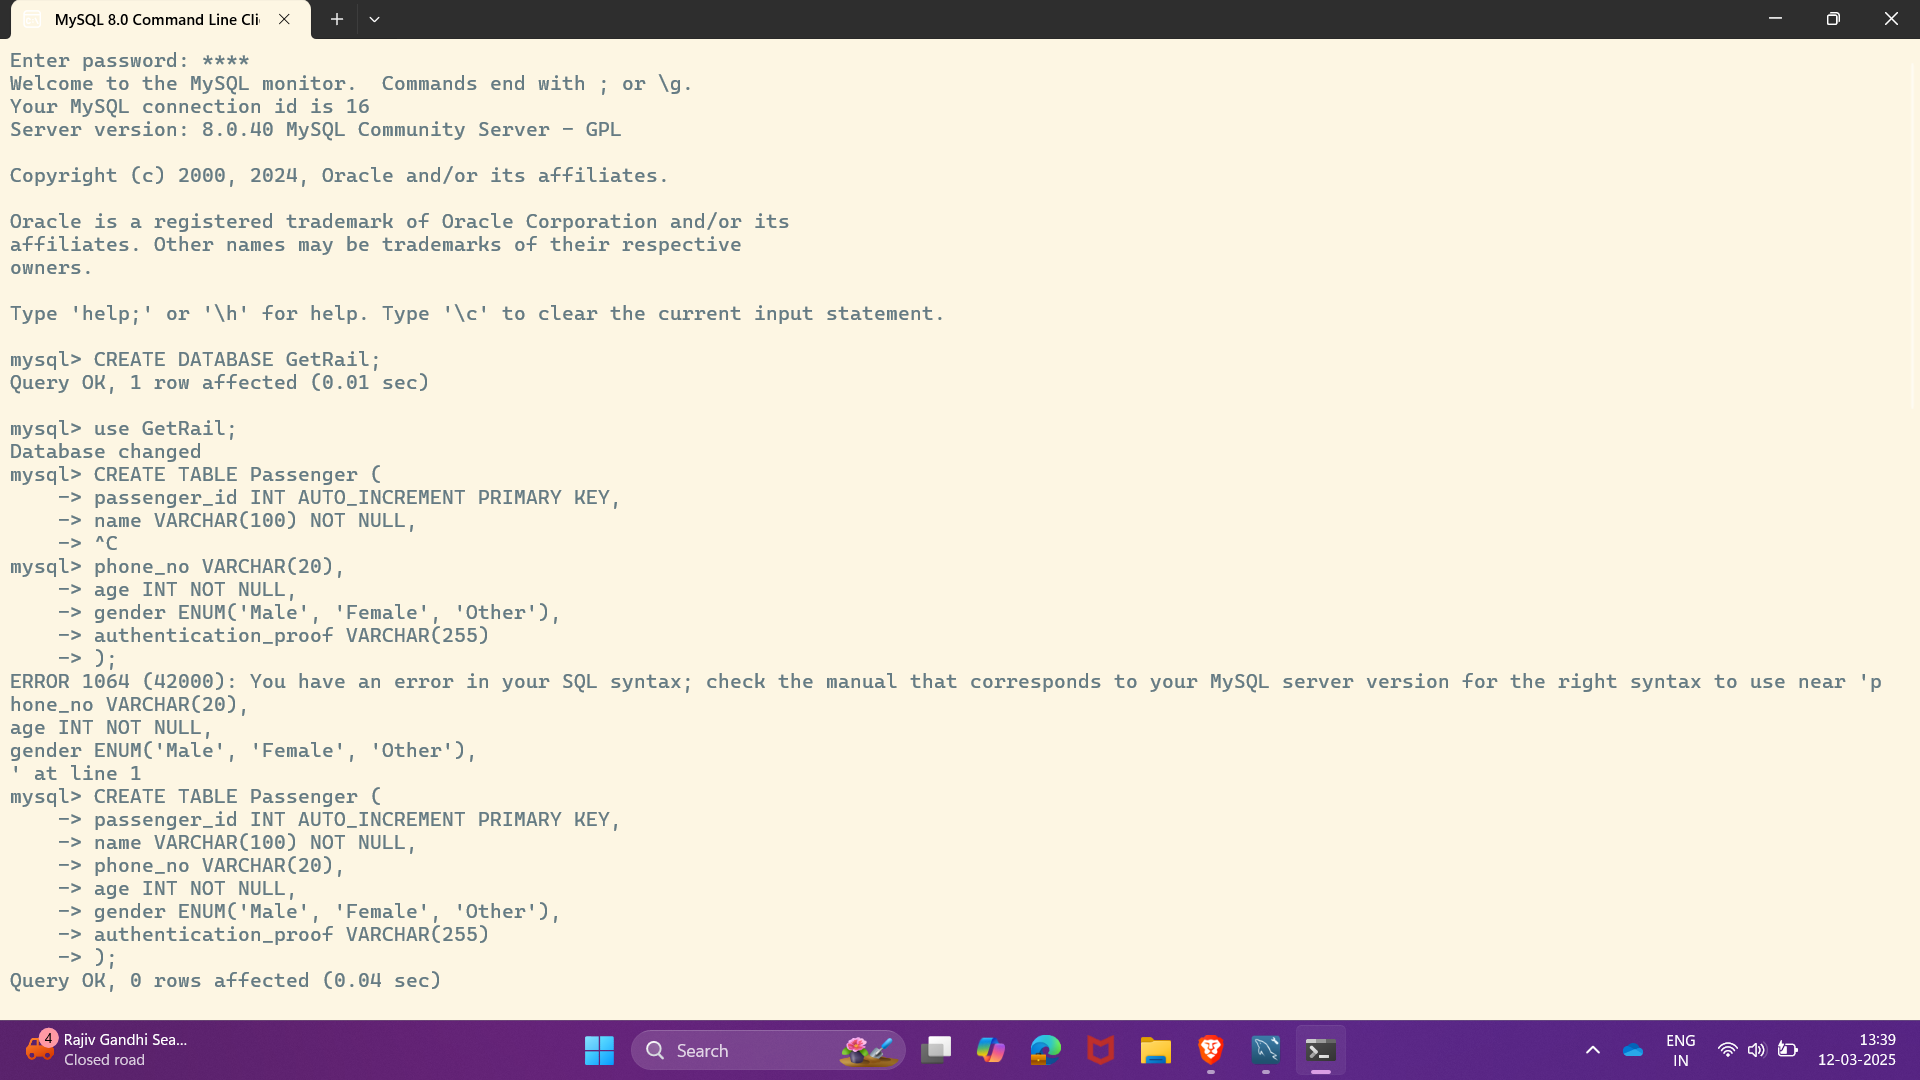 MySQL 8.0 Command Line Cli
Enter password: ****
Welcome to the MySQL monitor.  Commands end with ; or \g.
Your MySQL connection id is 16
Server version: 8.0.40 MySQL Community Server - GPL
Copyright (c) 2000, 2024, Oracle and/or its affiliates.
Oracle is a registered trademark of Oracle Corporation and/or its
affiliates. Other names may be trademarks of their respective
owners.
Type 'help;' or '\h' for help. Type '\c' to clear the current input statement.
mysql> CREATE DATABASE GetRail;
Query OK, 1 row affected (0.01 sec)
mysql> use GetRail;
Database changed
mysql> CREATE TABLE Passenger (
    -> passenger_id INT AUTO_INCREMENT PRIMARY KEY,
    -> name VARCHAR(100) NOT NULL,
    -> ^C
mysql> phone_no VARCHAR(20),
    -> age INT NOT NULL,
    -> gender ENUM('Male', 'Female', 'Other'),
    -> authentication_proof VARCHAR(255)
    -> );
ERROR 1064 (42000): You have an error in your SQL syntax; check the manual that corresponds to your MySQL server version for the right syntax to use near 'p
hone_no VARCHAR(20),
age INT NOT NULL,
gender ENUM('Male', 'Female', 'Other'),
' at line 1
mysql> CREATE TABLE Passenger (
    -> passenger_id INT AUTO_INCREMENT PRIMARY KEY,
    -> name VARCHAR(100) NOT NULL,
    -> phone_no VARCHAR(20),
    -> age INT NOT NULL,
    -> gender ENUM('Male', 'Female', 'Other'),
    -> authentication_proof VARCHAR(255)
    -> );
Query OK, 0 rows affected (0.04 sec)
4
Rajiv Gandhi Sea...
Closed road
Search
ENG
IN
13:39
12-03-2025